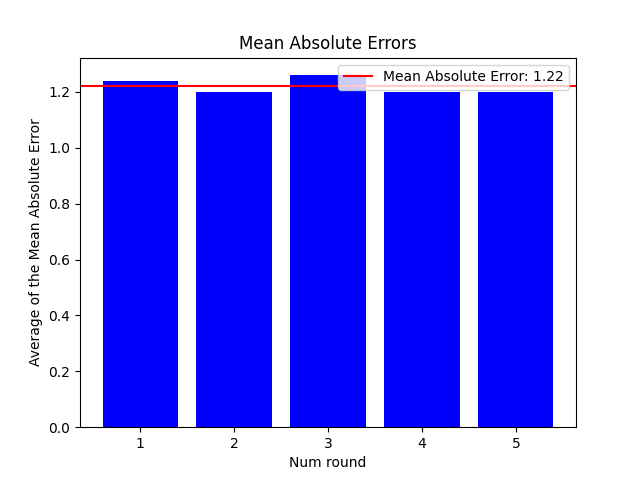 Mean Absolute Errors
Mean Absolute Error: 1.22
Average of the Mean Absolute Error
1.2
1.0
0.8
0.6
0.4
0.2
0.0
1 2 3 4 5
Num round